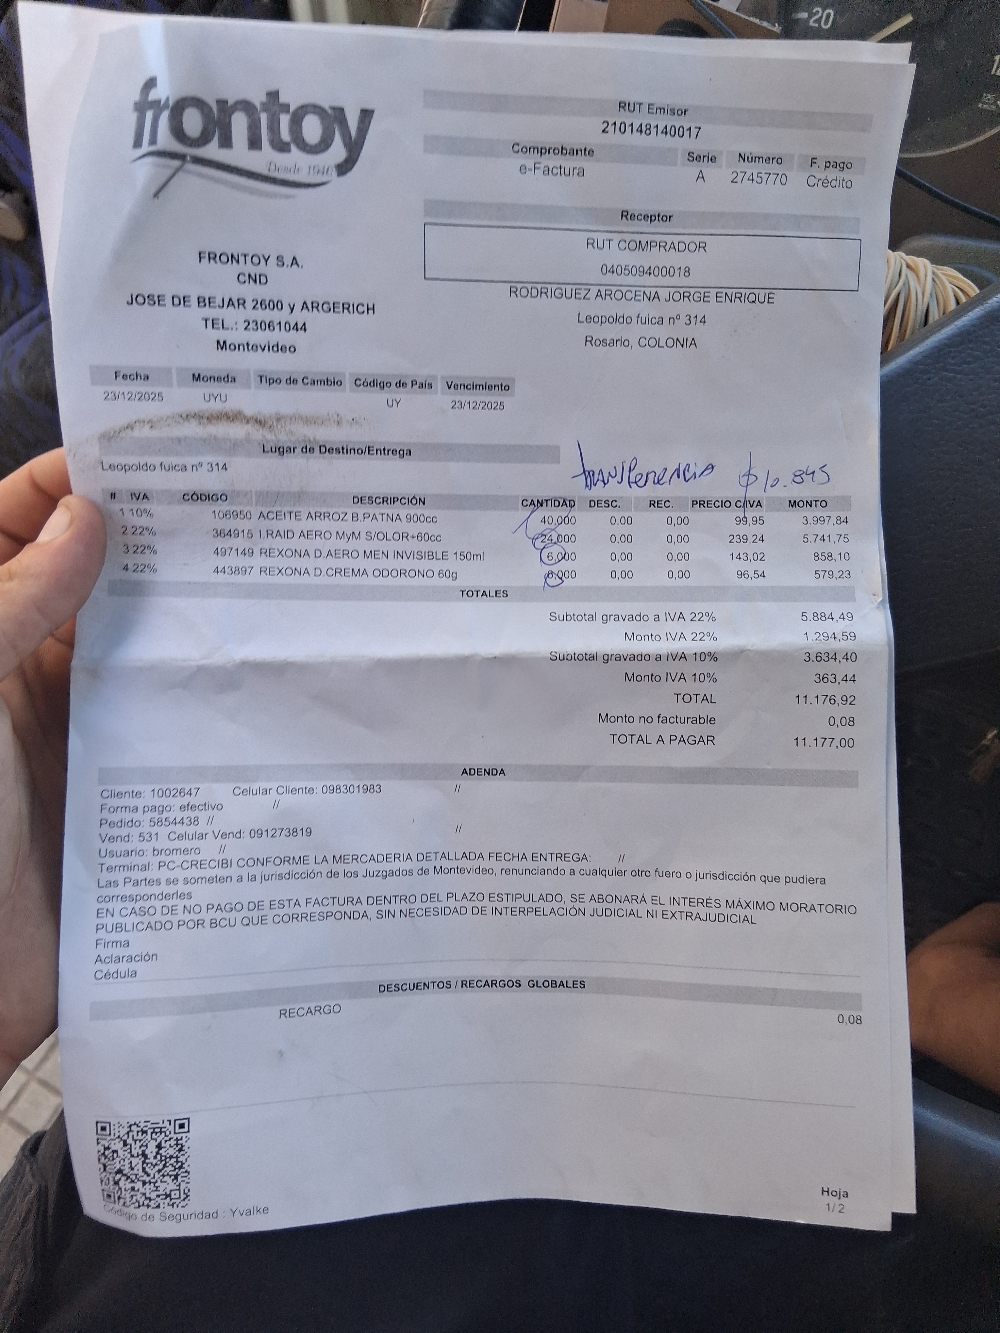 -20
frontoy
Desde 1940
RUT Emisor
210148140017
Comprobante Serie Número F. pago
e-Factura A 2745770 Crédito
Receptor
RUT COMPRADOR
040509400018
RODRIGUEZ AROCENA JORGE ENRIQUE
Leopoldo fuica nº 314
Rosario, COLONIA
FRONTOY S.A.
CND
JOSE DE BEJAR 2600 y ARGERICH
TEL.: 23061044
Montevideo
Fecha Moneda Tipo de Cambio Código de País Vencimiento
23/12/2025 UYU UY 23/12/2025
Lugar de Destino/Entrega
Leopoldo fuica nº 314
TRANSFERENCIA $10.845
# IVA CÓDIGO DESCRIPCIÓN CANTIDAD DESC. REC. PRECIO C/IVA MONTO
1 10% 106950 ACEITE ARROZ B.PATNA 900cc 40,000 0.00 0,00 99,95 3.997,84
2 22% 364915 I.RAID AERO MyM S/OLOR+60cc 24,000 0,00 0,00 239.24 5.741,75
3 22% 497149 REXONA D.AERO MEN INVISIBLE 150ml 6,000 0,00 0,00 143,02 858,10
4 22% 443897 REXONA D.CREMA ODORONO 60g 6,000 0,00 0,00 96,54 579,23
TOTALES
Subtotal gravado a IVA 22% 5.884,49
Monto IVA 22% 1.294,59
Subtotal gravado a IVA 10% 3.634,40
Monto IVA 10% 363,44
TOTAL 11.176,92
Monto no facturable 0,08
TOTAL A PAGAR 11.177,00
ADENDA
Cliente: 1002647 Celular Cliente: 098301983 //
Forma pago: efectivo //
Pedido: 5854438 //
Vend: 531 Celular Vend: 091273819 //
Usuario: bromero //
Terminal: PC-CRECIBI CONFORME LA MERCADERIA DETALLADA FECHA ENTREGA: //
Las Partes se someten a la jurisdicción de los Juzgados de Montevideo, renunciando a cualquier otro fuero o jurisdicción que pudiera
corresponderles
EN CASO DE NO PAGO DE ESTA FACTURA DENTRO DEL PLAZO ESTIPULADO, SE ABONARÁ EL INTERÉS MÁXIMO MORATORIO
PUBLICADO POR BCU QUE CORRESPONDA, SIN NECESIDAD DE INTERPELACIÓN JUDICIAL NI EXTRAJUDICIAL
Firma
Aclaración
Cédula
DESCUENTOS / RECARGOS GLOBALES
RECARGO 0,08
Código de Seguridad : Yvalke
Hoja
1/ 2